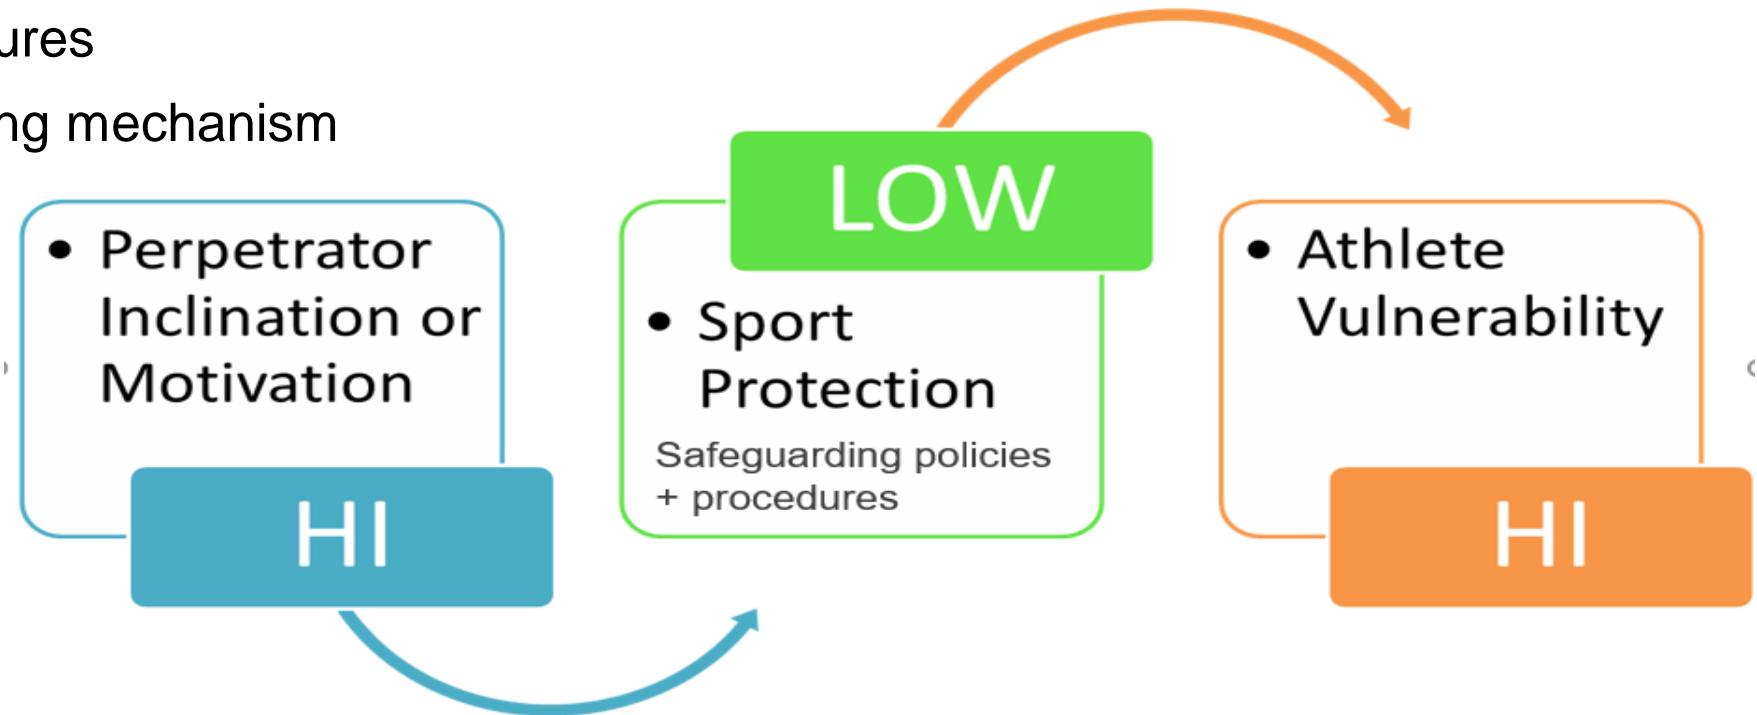 ures
ng mechanism
• Perpetrator
Inclination or
Motivation
HI
LOW
• Sport
Protection
Safeguarding policies
+ procedures
• Athlete
Vulnerability
HI